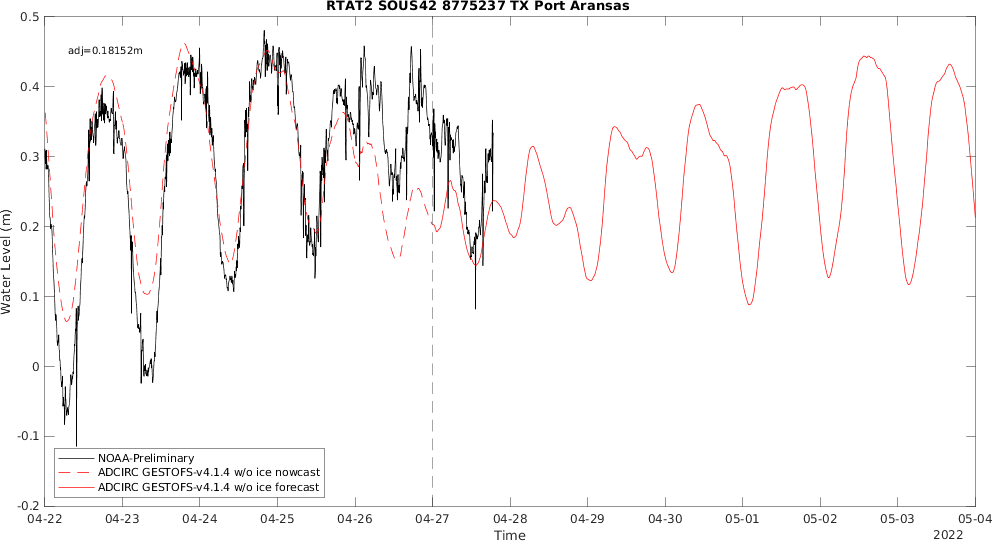 RTAT2 SOUS42 8775237 TX Port Aransas
adj=0.18152m
Water Level (m)
0.5
0.4
0.3
0.2
0.1
0
-0.1
-0.2
NOAA-Preliminary
ADCIRC GESTOFS-v4.1.4 w/o ice nowcast
ADCIRC GESTOFS-v4.1.4 w/o ice forecast
04-22 04-23 04-24 04-25 04-26 04-27 04-28 04-29 04-30 05-01 05-02 05-03 05-04
Time
2022